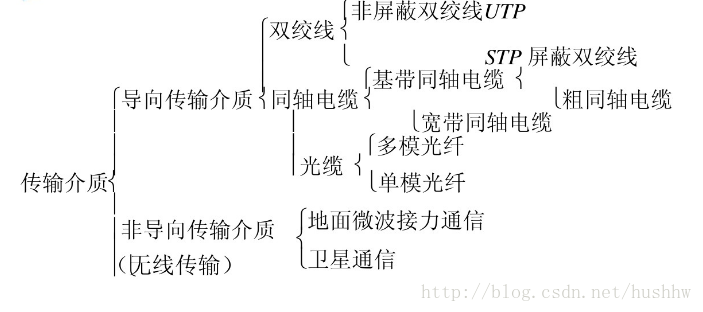 非屏蔽双绞线UTP
双绞线
STP 屏蔽双绞线
基带同轴电缆
导向传输介质
同轴电缆
粗同轴电缆
宽带同轴电缆
多模光纤
光缆
单模光纤
传输介质
地面微波接力通信
非导向传输介质
(无线传输)
卫星通信
http://blog.csdn.net/hushhw